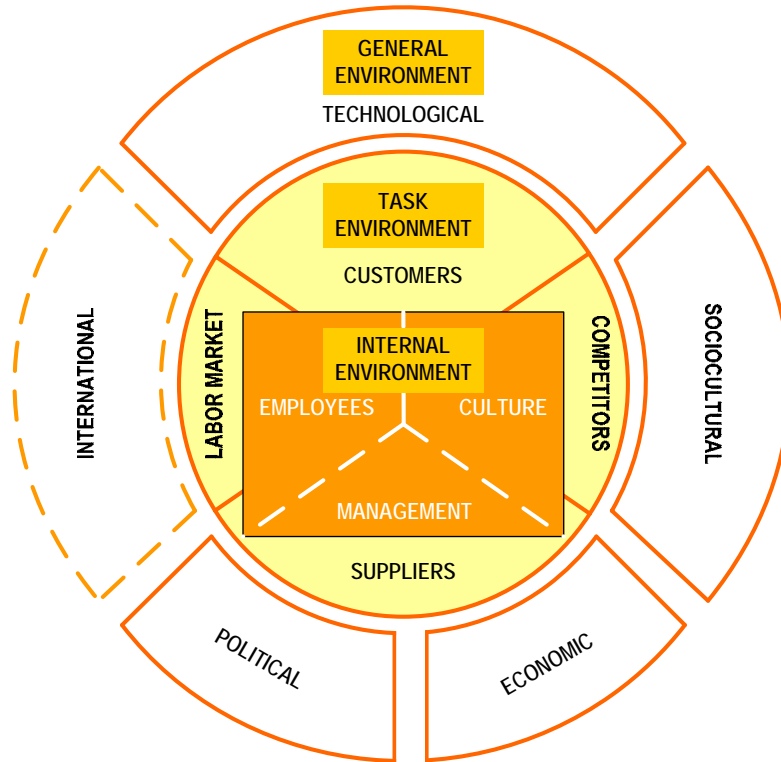 GENERAL
ENVIRONMENT
TECHNOLOGICAL
TASK
ENVIRONMENT
CUSTOMERS
INTERNATIONAL
LABOR MARKET
INTERNAL
ENVIRONMENT
EMPLOYEES
CULTURE
MANAGEMENT
COMPETITORS
SOCIOCULTURAL
SUPPLIERS
POLITICAL
ECONOMIC